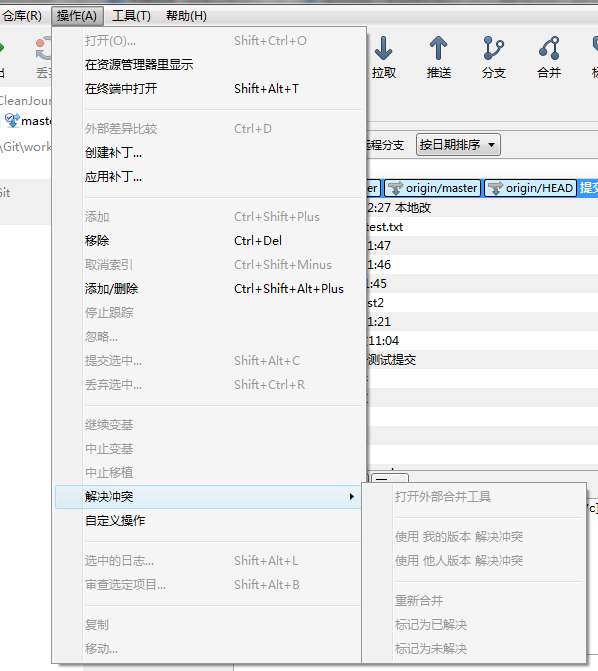 仓库(R) 操作(A) 工具(T) 帮助(H)
打开(O)... Shift+Ctrl+O
在资源管理器里显示
在终端中打开 Shift+Alt+T
外部差异比较 Ctrl+D
创建补丁...
应用补丁...
添加 Ctrl+Shift+Plus
移除 Ctrl+Del
取消索引 Ctrl+Shift+Minus
添加/删除 Ctrl+Shift+Alt+Plus
停止跟踪
忽略...
提交选中... Shift+Alt+C
丢弃选中... Shift+Ctrl+R
继续变基
中止变基
中止移植
解决冲突
自定义操作
选中的日志... Shift+Alt+L
审查选定项目... Shift+Alt+B
复制
移动...
打开外部合并工具
使用 我的版本 解决冲突
使用 他人版本 解决冲突
重新合并
标记为已解决
标记为未解决
拉取 推送 分支 合并
程分支 按日期排序
er origin/master origin/HEAD 提交
2:27 本地改
test.txt
1:47
1:46
1:45
st2
1:21
11:04
测试提交
丢
CleanJour
maste
\Git\work
Git